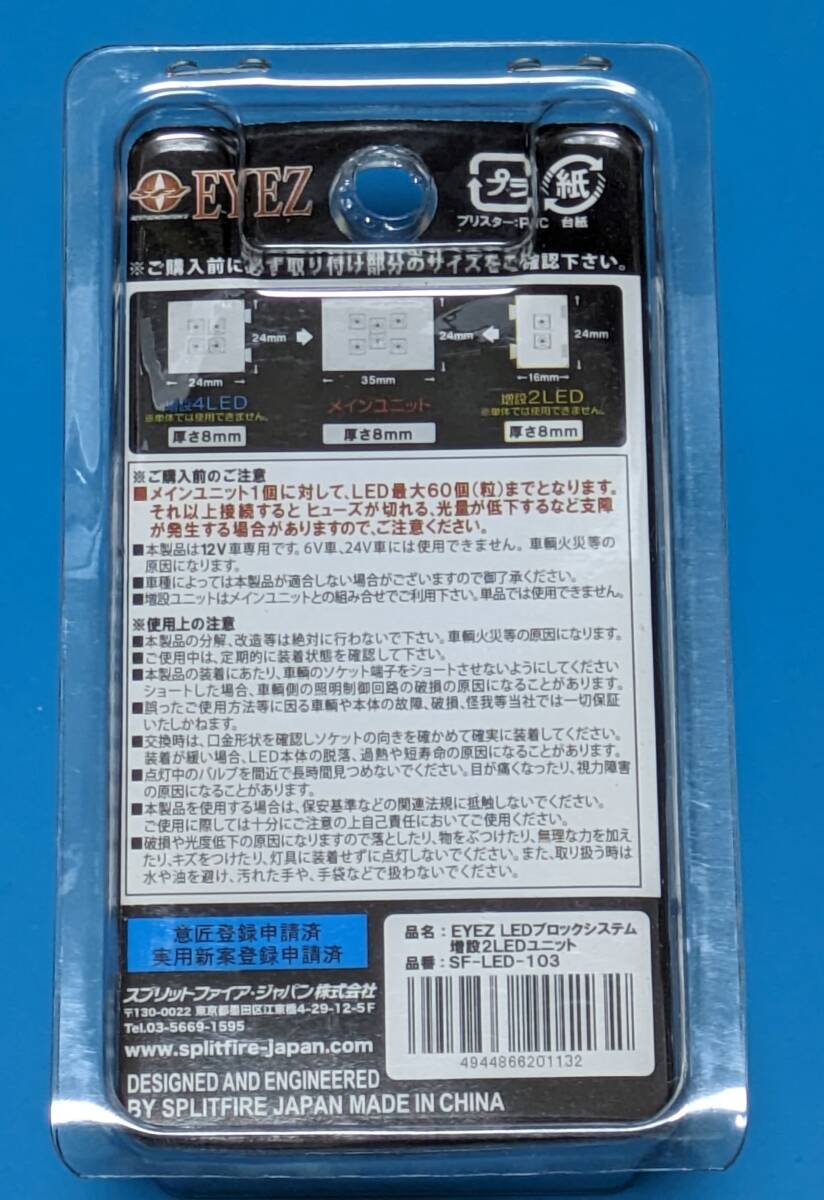 EYEZ
プラ
紙
ブリスター:PVC 台紙
※ご購入前に必ず取り付け部分のサイズをご確認下さい。
24mm
24mm
24mm
24mm
35mm
16mm
増設4LED
※単体では使用できません。
厚さ8mm
メインユニット
厚さ8mm
増設2LED
※単体では使用できません。
厚さ8mm
※ご購入前のご注意
■メインユニット1個に対して、LED最大60個(粒)までとなります。
それ以上接続するとヒューズが切れる、光量が低下するなど支障
が発生する場合がありますので、ご注意ください。
■本製品は12V車専用です。6V車、24V車には使用できません。車輌火災等の
原因になります。
■車種によっては本製品が適合しない場合がございますので御了承ください。
■増設ユニットはメインユニットとの組み合せでご利用下さい。単品では使用できません。
※使用上の注意
■本製品の分解、改造等は絶対に行わないで下さい。車輌火災等の原因になります。
■ご使用中は、定期的に装着状態を確認して下さい。
■本製品の装着にあたり、車輌のソケット端子をショートさせないようにしてください
ショートした場合、車輌側の照明制御回路の破損の原因になることがあります。
■誤ったご使用方法等に因る車輌や本体の故障、破損、怪我等当社では一切保証
いたしかねます。
■交換時は、口金形状を確認しソケットの向きを確かめて確実に装着してください。
装着が緩い場合、LED本体の脱落、過熱や短寿命の原因になることがあります。
■点灯中のバルブを間近で長時間見つめないでください。目が痛くなったり、視力障害
の原因になることがあります。
■本製品を使用する場合は、保安基準などの関連法規に抵触しないでください。
ご使用に際しては十分にご注意の上自己責任においてご使用ください。
■破損や光度低下の原因になりますので落としたり、物をぶつけたり、無理な力を加え
たり、キズをつけたり、灯具に装着せずに点灯しないでください。また、取り扱う時は
水や油を避け、汚れた手や、手袋などで扱わないでください。
意匠登録申請済
実用新案登録申請済
スプリットファイア・ジャパン株式会社
〒130-0022 東京都墨田区江東橋4-29-12-5F
Tel.03-5669-1595
www.splitfire-japan.com
DESIGNED AND ENGINEERED
BY SPLITFIRE JAPAN MADE IN CHINA
品名:EYEZ LEDブロックシステム
増設2LEDユニット
品番:SF-LED-103
4944866201132